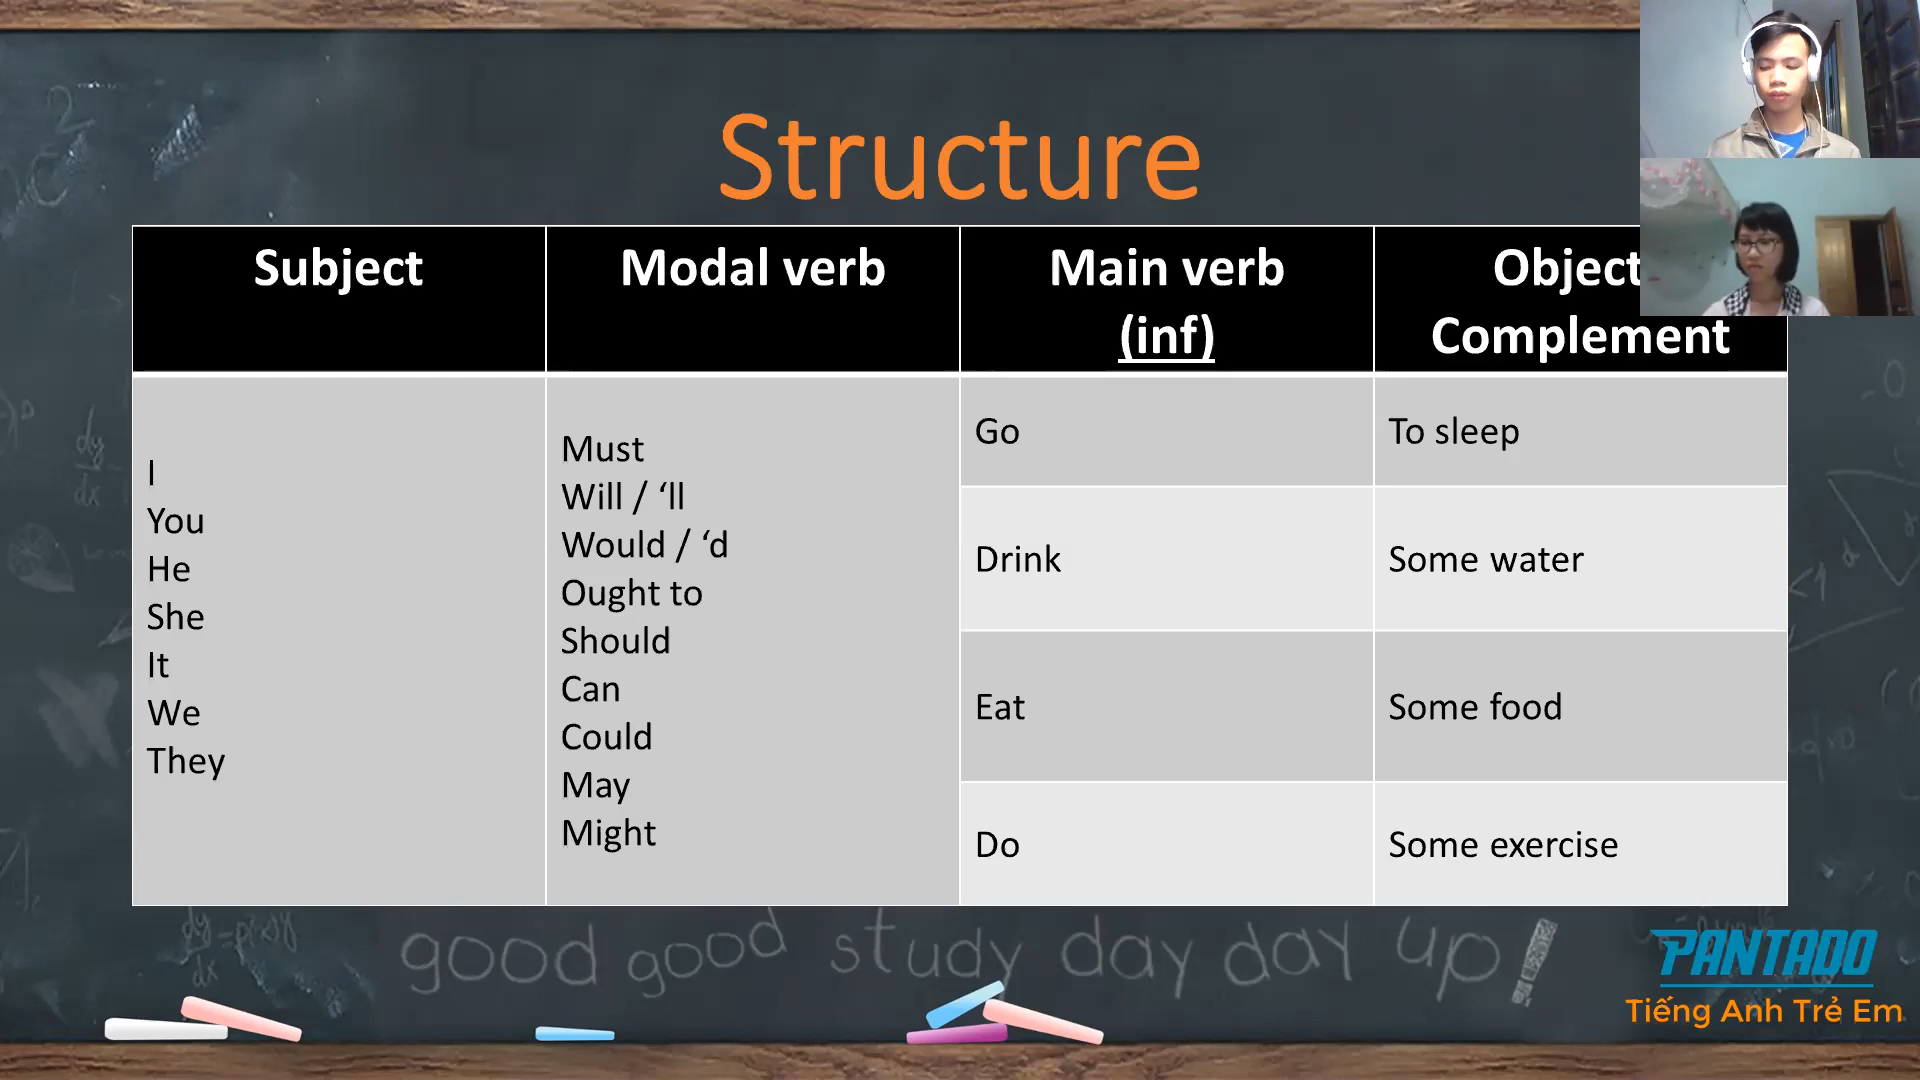 Structure
Subject
Modal verb
Main verb
(inf)
Object
Complement
I
You
He
She
It
We
They
Must
Will / ‘ll
Would / ‘d
Ought to
Should
Can
Could
May
Might
Go
To sleep
Drink
Some water
Eat
Some food
Do
Some exercise
good good study day day up!
PANTADO
Tiếng Anh Trẻ Em